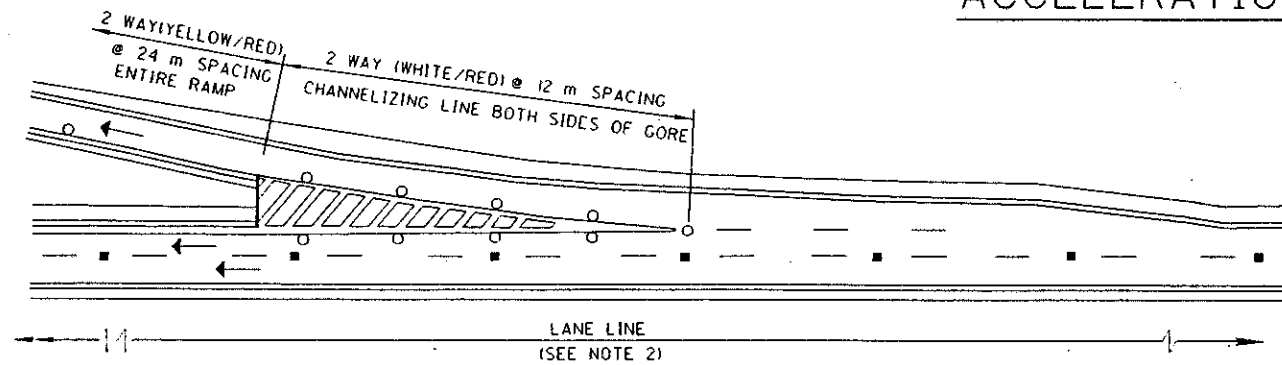 ACCELERATIO
2 WAY(YELLOW/RED)
@ 24 m SPACING
ENTIRE RAMP
2 WAY (WHITE/RED) @ 12 m SPACING
CHANNELIZING LINE BOTH SIDES OF GORE
LANE LINE
(SEE NOTE 2)